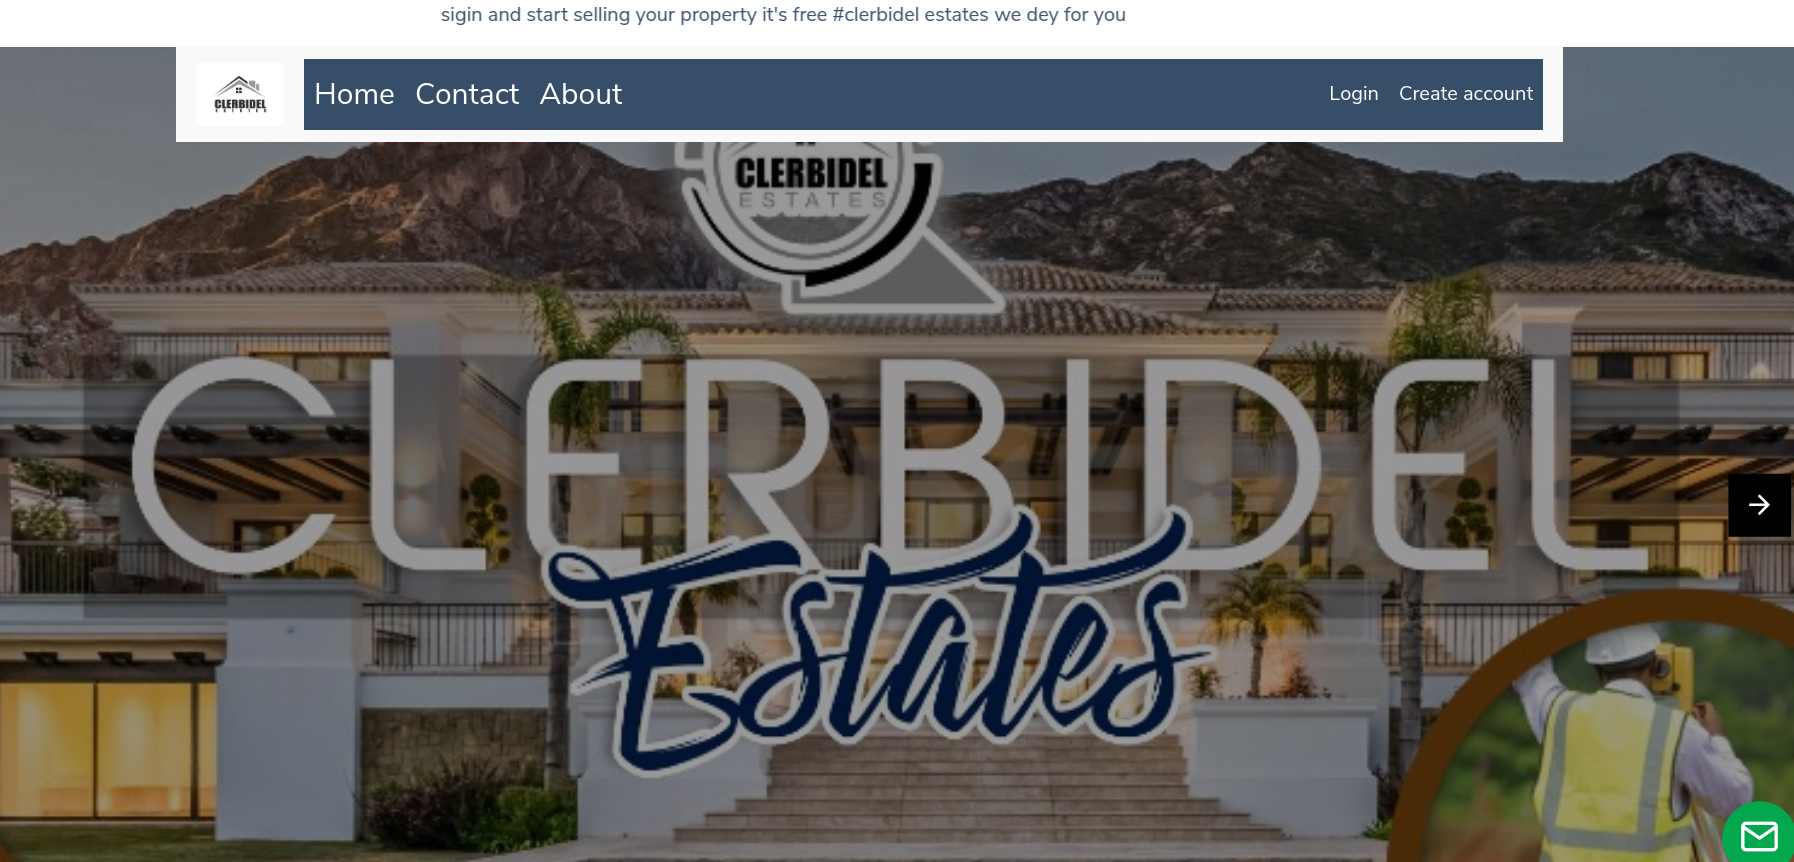 sigin and start selling your property it's free #clerbidel estates we dey for you
CLERBIDEL
ESTATES
Home Contact About
Login Create account
CLERBIDEL
ESTATES
CLERBIDEL
Estates